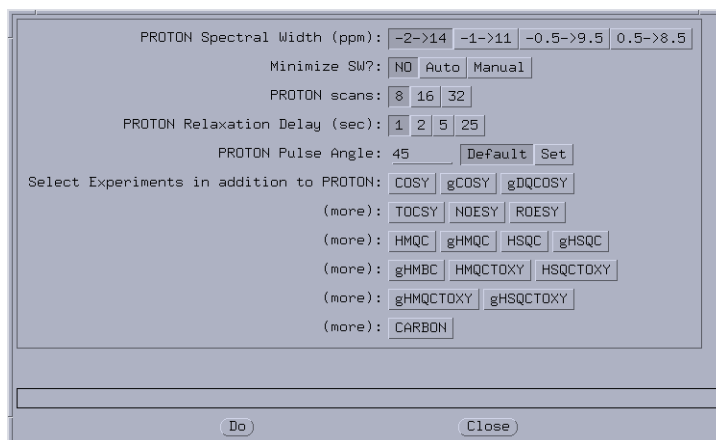 PROTON Spectral Width (ppm): -2->14 -1->11 -0.5->9.5 0.5->8.5
Minimize SW?: NO Auto Manual
PROTON scans: 8 16 32
PROTON Relaxation Delay (sec): 1 2 5 25
PROTON Pulse Angle: 45 Default Set
Select Experiments in addition to PROTON: COSY gCOSY gDQCOSY
(more): TOCSY NOESY ROESY
(more): HMQC gHMQC HSQC gHSQC
(more): gHMBC HMQCTOXY HSQCTOXY
(more): gHMQCTOXY gHSQCTOXY
(more): CARBON
Do Close